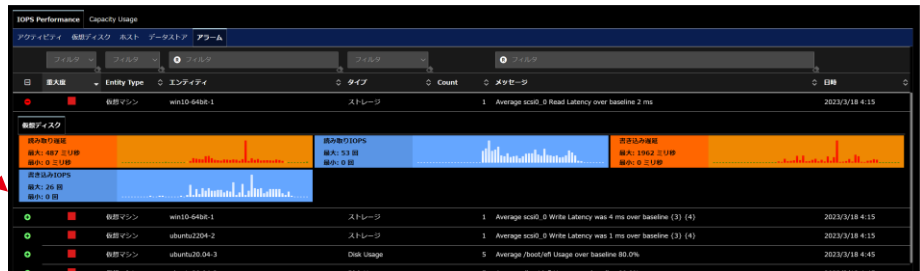 IOPS Performance Capacity Usage
アクティビティ 仮想ディスク ホスト データストア アラーム
フィルタ フィルタ フィルタ フィルタ フィルタ
重大度 Entity Type エンティティ タイプ Count メッセージ 日時
仮想マシン win10-64bit-1 ストレージ 1 Average scsi0_0 Read Latency over baseline 2 ms 2023/3/18 4:15
仮想ディスク
読み取り遅延
最大: 487 ミリ秒
最小: 0 ミリ秒
読み取りIOPS
最大: 53 回
最小: 0 回
書き込み遅延
最大: 1962 ミリ秒
最小: 0 ミリ秒
書き込みIOPS
最大: 26 回
最小: 0 回
仮想マシン win10-64bit-1 ストレージ 1 Average scsi0_0 Write Latency was 4 ms over baseline (3) (4) 2023/3/18 4:15
仮想マシン ubuntu2204-2 ストレージ 1 Average scsi0_0 Write Latency was 1 ms over baseline (3) (4) 2023/3/18 4:15
仮想マシン ubuntu20.04-3 Disk Usage 5 Average /boot/efi Usage over baseline 80.0% 2023/3/18 4:45